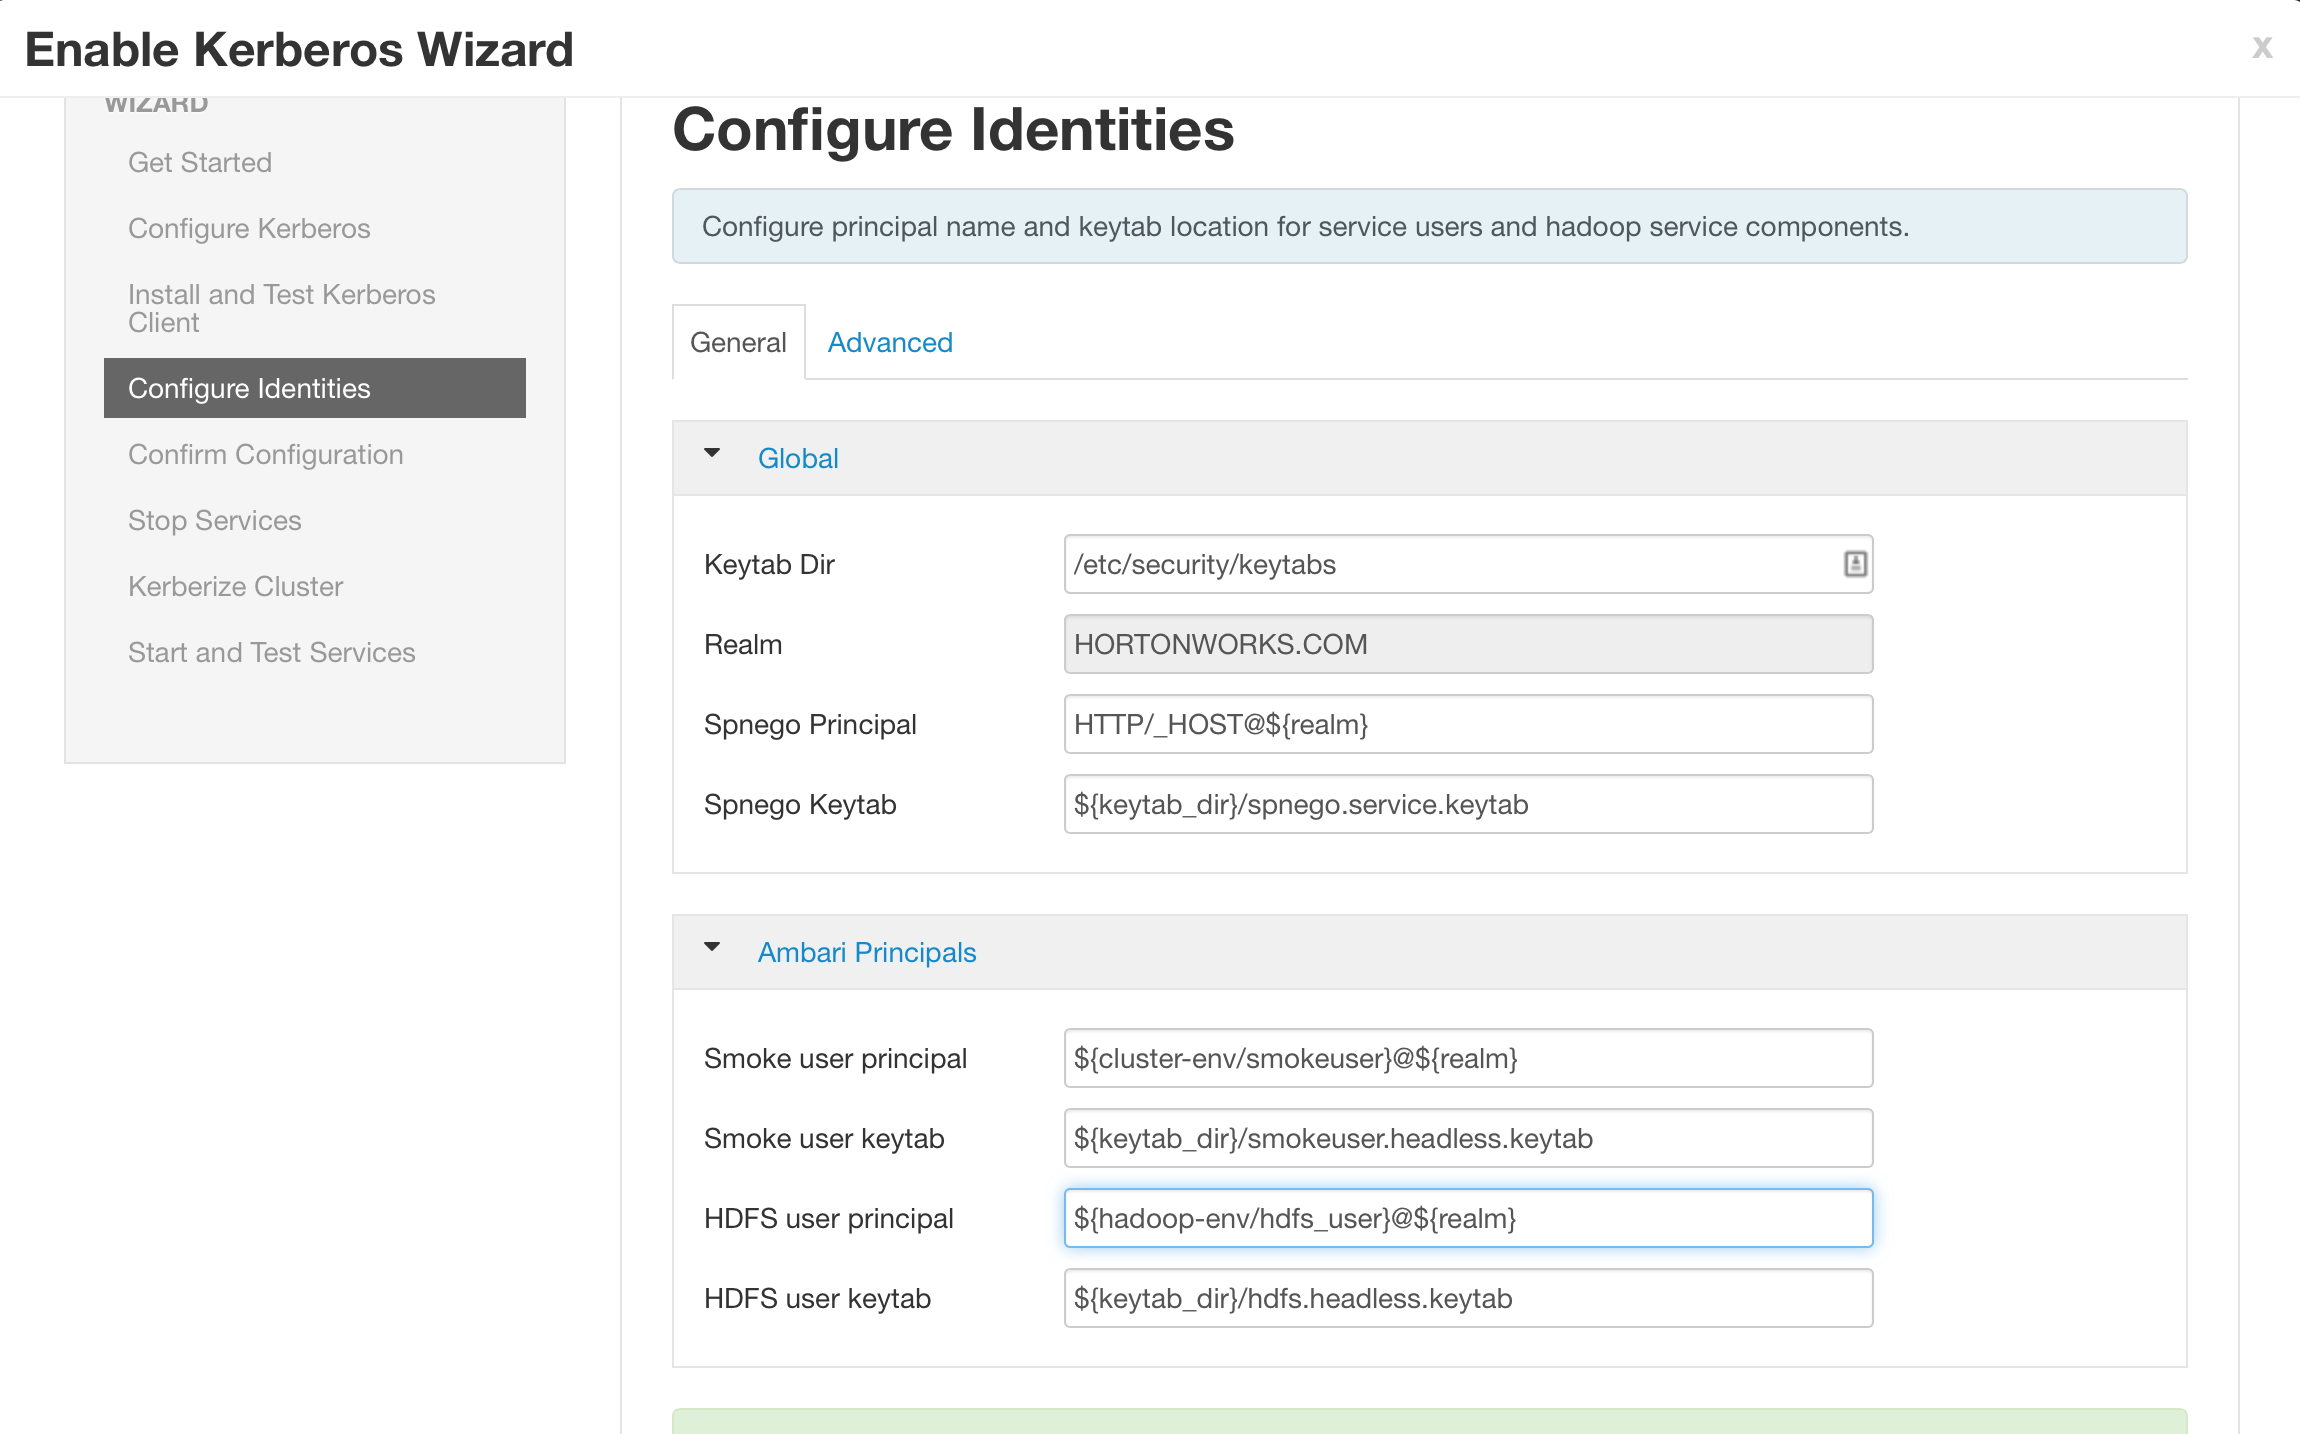 Enable Kerberos Wizard
x
WIZARD
Get Started
Configure Kerberos
Install and Test Kerberos
Client
Configure Identities
Confirm Configuration
Stop Services
Kerberize Cluster
Start and Test Services
Configure Identities
Configure principal name and keytab location for service users and hadoop service components.
General Advanced
Global
Keytab Dir /etc/security/keytabs
Realm HORTONWORKS.COM
Spnego Principal HTTP/_HOST@${realm}
Spnego Keytab ${keytab_dir}/spnego.service.keytab
Ambari Principals
Smoke user principal ${cluster-env/smokeuser}@${realm}
Smoke user keytab ${keytab_dir}/smokeuser.headless.keytab
HDFS user principal ${hadoop-env/hdfs_user}@${realm}
HDFS user keytab ${keytab_dir}/hdfs.headless.keytab